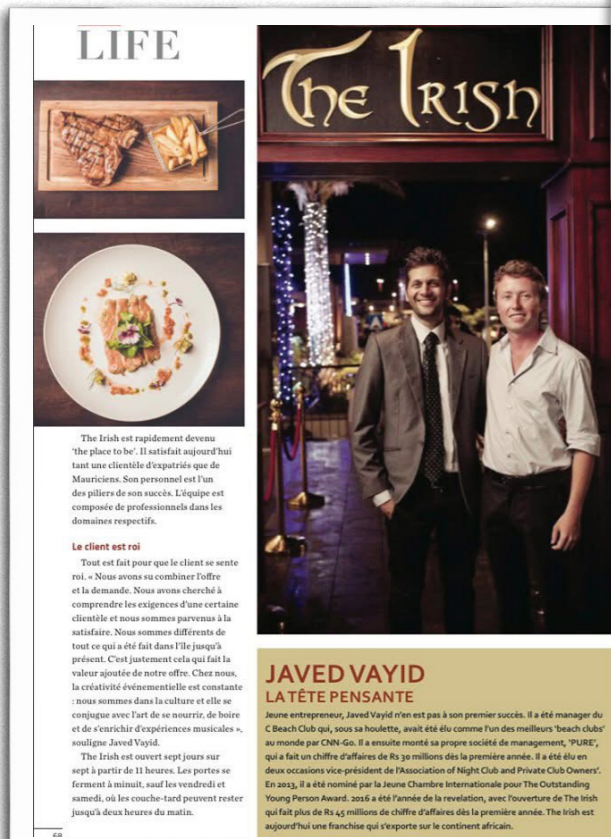 LIFE
THE IRISH
The Irish est rapidement devenu
'the place to be'. Il satisfait aujourd'hui
tant une clientèle d'expatriés que de
Mauriciens. Son personnel est l'un
des piliers de son succès. L'équipe est
composée de professionnels dans les
domaines respectifs.
Le client est roi
Tout est fait pour que le client se sente
roi. « Nous avons su combiner l'offre
et la demande. Nous avons cherché à
comprendre les exigences d'une certaine
clientèle et nous sommes parvenus à la
satisfaire. Nous sommes différents de
tout ce qui a été fait dans l'île jusqu'à
présent. C'est justement cela qui fait la
valeur ajoutée de notre offre. Chez nous,
la créativité événementielle est constante
: nous sommes dans la culture et elle se
conjugue avec l'art de se nourrir, de boire
et de s'enrichir d'expériences musicales »,
souligne Javed Vayid.
The Irish est ouvert sept jours sur
sept à partir de 11 heures. Les portes se
ferment à minuit, sauf les vendredi et
samedi, où les couche-tard peuvent rester
jusqu'à deux heures du matin.
68
JAVED VAYID
LA TÊTE PENSANTE
Jeune entrepreneur, Javed Vayid n'en est pas à son premier succès. Il a été manager du
C Beach Club qui, sous sa houlette, avait été élu comme l'un des meilleurs 'beach clubs'
au monde par CNN-Go. Il a ensuite monté sa propre société de management, 'PURE',
qui a fait un chiffre d'affaires de Rs 30 millions dès la première année. Il a été élu en
deux occasions vice-président de l'Association of Night Club and Private Club Owners'.
En 2013, il a été nominé par la Jeune Chambre Internationale pour The Outstanding
Young Person Award. 2016 a été l'année de la revelation, avec l'ouverture de The Irish
qui fait plus de Rs 45 millions de chiffre d'affaires dès la première année. The Irish est
aujourd'hui une franchise qui s'exporte sur le continent africain.